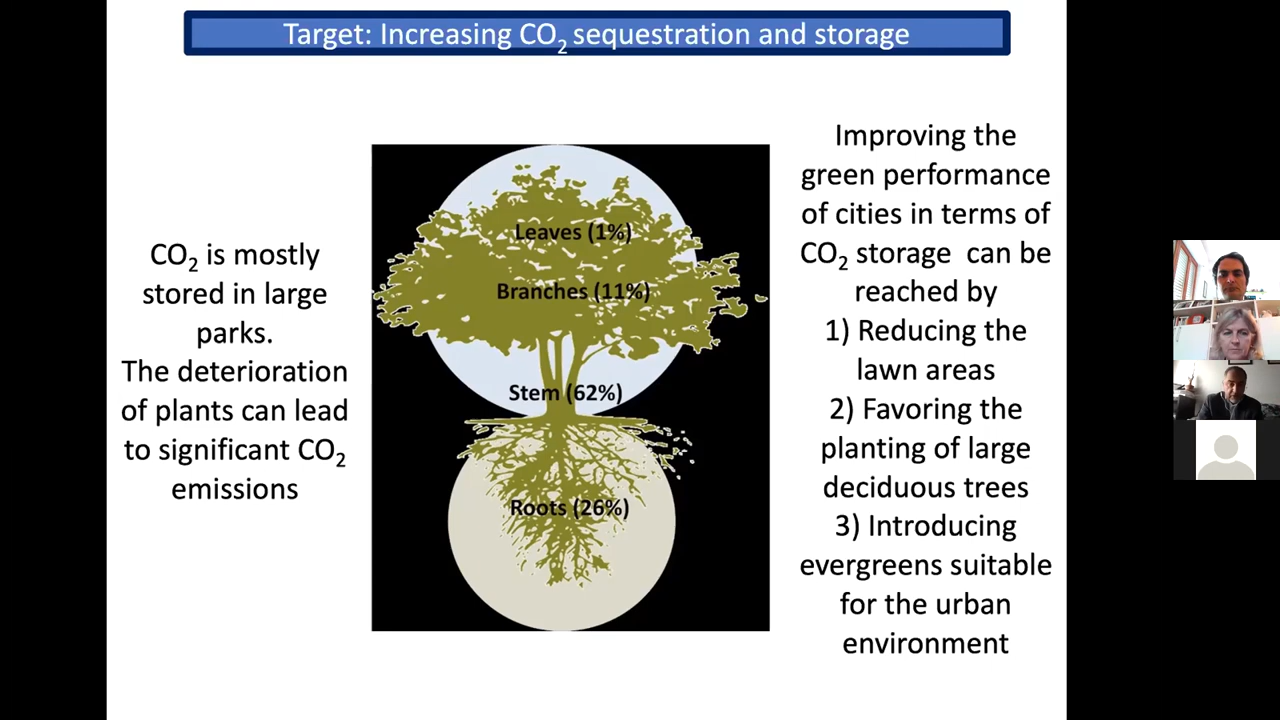 Target: Increasing CO₂ sequestration and storage
CO₂ is mostly
stored in large
parks.
The deterioration
of plants can lead
to significant CO₂
emissions
Leaves (1%)
Branches (11%)
Stem (62%)
Roots (26%)
Improving the
green performance
of cities in terms of
CO₂ storage  can be
reached by
1) Reducing the
lawn areas
2) Favoring the
planting of large
deciduous trees
3) Introducing
evergreens suitable
for the urban
environment